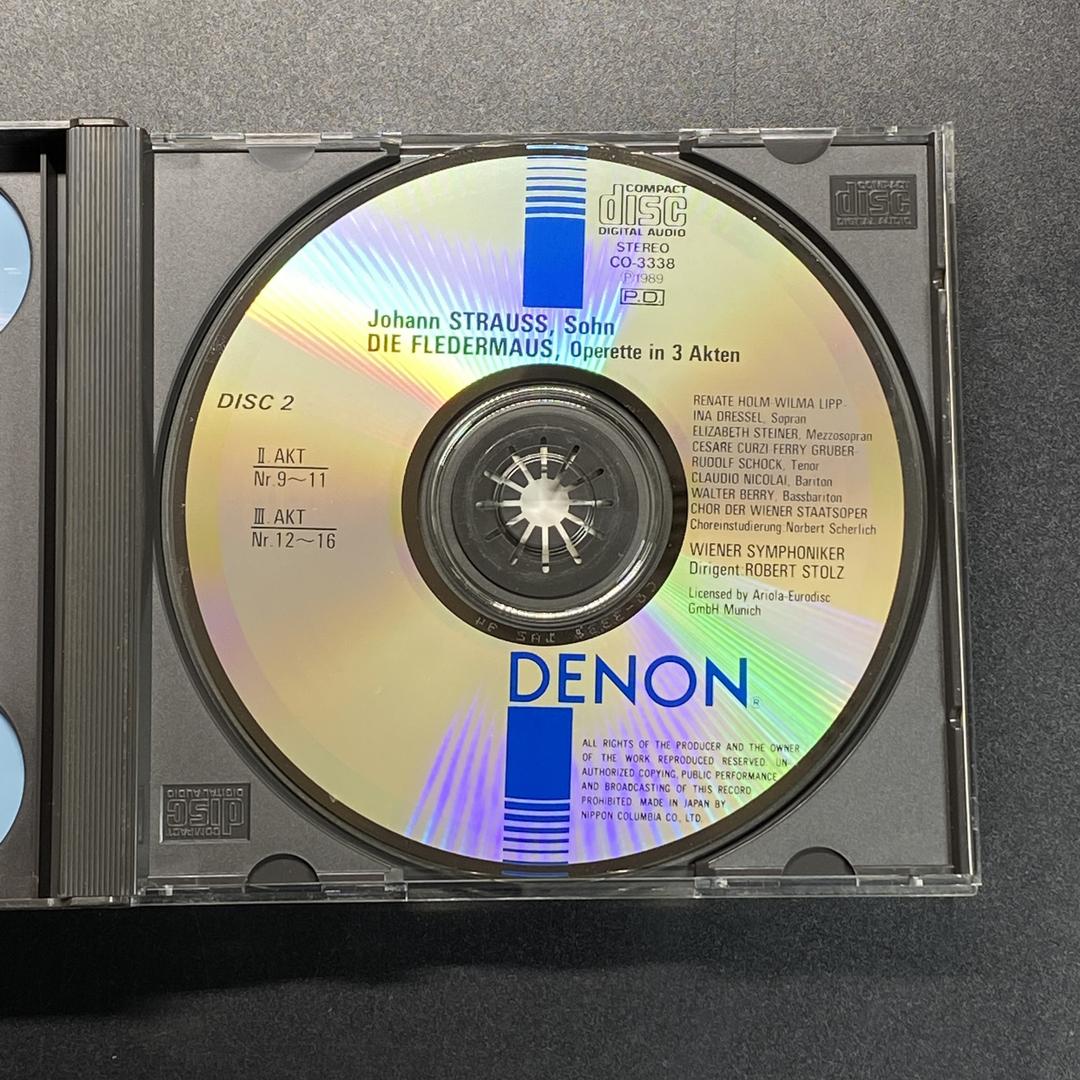 COMPACT
disc
DIGITAL AUDIO
STEREO
CO-3338
Ⓟ1989
P.D.
COMPACT
disc
DIGITAL AUDIO
Johann STRAUSS, Sohn
DIE FLEDERMAUS, Operette in 3 Akten
DISC 2
II. AKT
Nr.9~11
III. AKT
Nr.12~16
RENATE HOLM-WILMA LIPP-
INA DRESSEL, Sopran
ELIZABETH STEINER, Mezzosopran
CESARE CURZI FERRY GRUBER-
RUDOLF SCHOCK, Tenor
CLAUDIO NICOLAI, Bariton
WALTER BERRY, Bassbariton
CHOR DER WIENER STAATSOPER
Choreinstudierung Norbert Scherlich
WIENER SYMPHONIKER
Dirigent:ROBERT STOLZ
Licensed by Ariola-Eurodisc
GmbH Munich
DENON®
ALL RIGHTS OF THE PRODUCER AND THE OWNER
OF THE WORK REPRODUCED RESERVED. UN-
AUTHORIZED COPYING, PUBLIC PERFORMANCE
AND BROADCASTING OF THIS RECORD
PROHIBITED. MADE IN JAPAN BY
NIPPON COLUMBIA CO., LTD.
COMPACT
disc
DIGITAL AUDIO